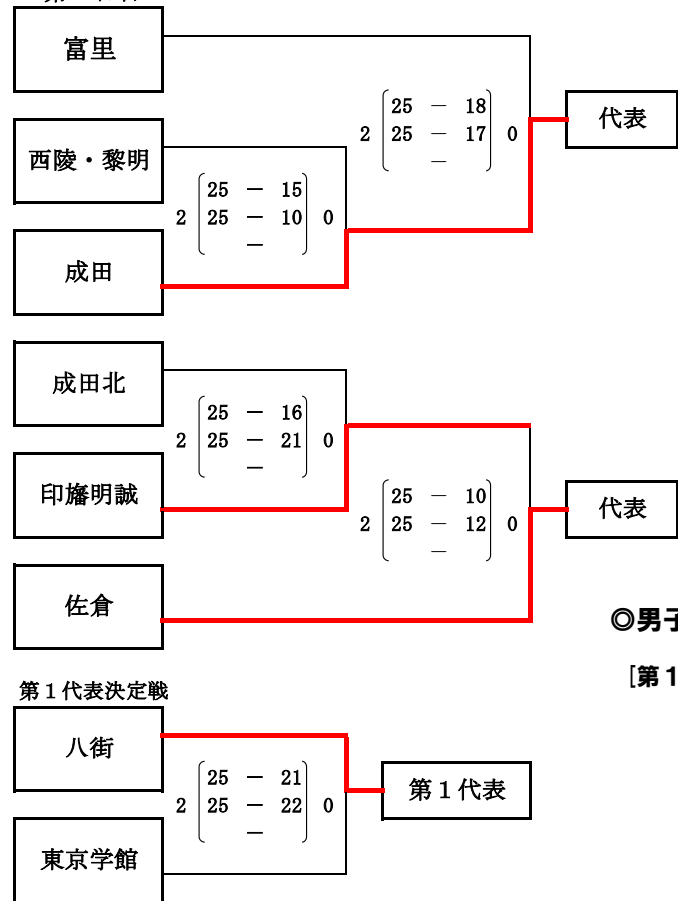 富里
25 － 18
2 25 － 17 0
－
代表
西陵・黎明
25 － 15
2 25 － 10 0
－
成田
成田北
25 － 16
2 25 － 21 0
－
印旛明誠
25 － 10
2 25 － 12 0
－
代表
佐倉
◎男子
[第１
第１代表決定戦
八街
25 － 21
2 25 － 22 0
－
第１代表
東京学館